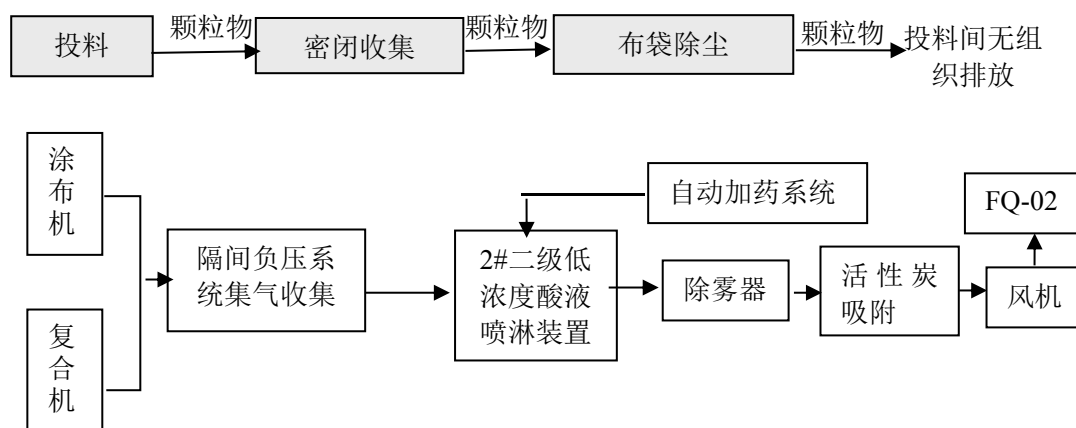 投料
颗粒物
密闭收集
颗粒物
布袋除尘
颗粒物
投料间无组
织排放
涂
布
机
复
合
机
隔间负压系
统集气收集
自动加药系统
2#二级低
浓度酸液
喷淋装置
除雾器
活 性 炭
吸附
风机
FQ-02